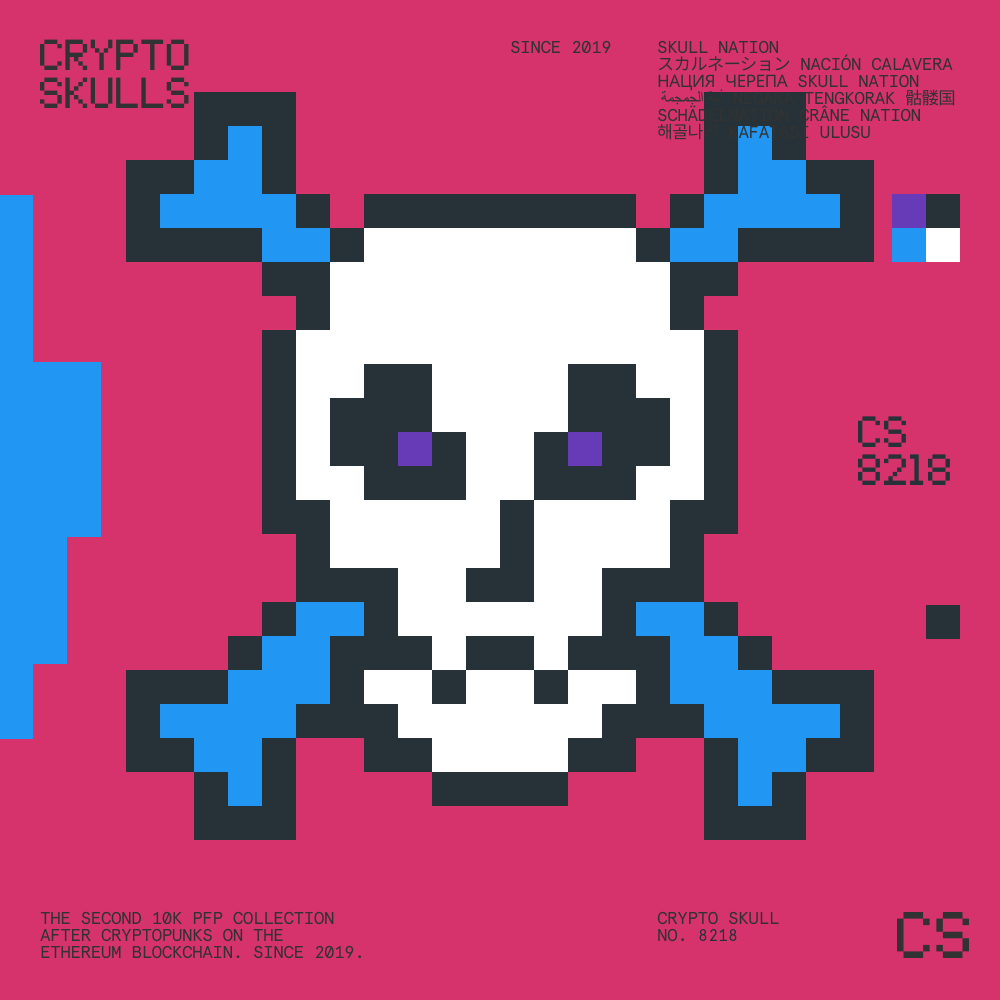 CRYPTO
SKULLS
SINCE 2019
SKULL NATION
スカルネーション NACIÓN CALAVERA
НАЦИЯ ЧЕРЕПА SKULL NATION
TENGKORAK 骷髅国
CRÂNE NATION
해골나 ULUSU
CS
8218
THE SECOND 10K PFP COLLECTION
AFTER CRYPTOPUNKS ON THE
ETHEREUM BLOCKCHAIN. SINCE 2019.
CRYPTO SKULL
NO. 8218
CS